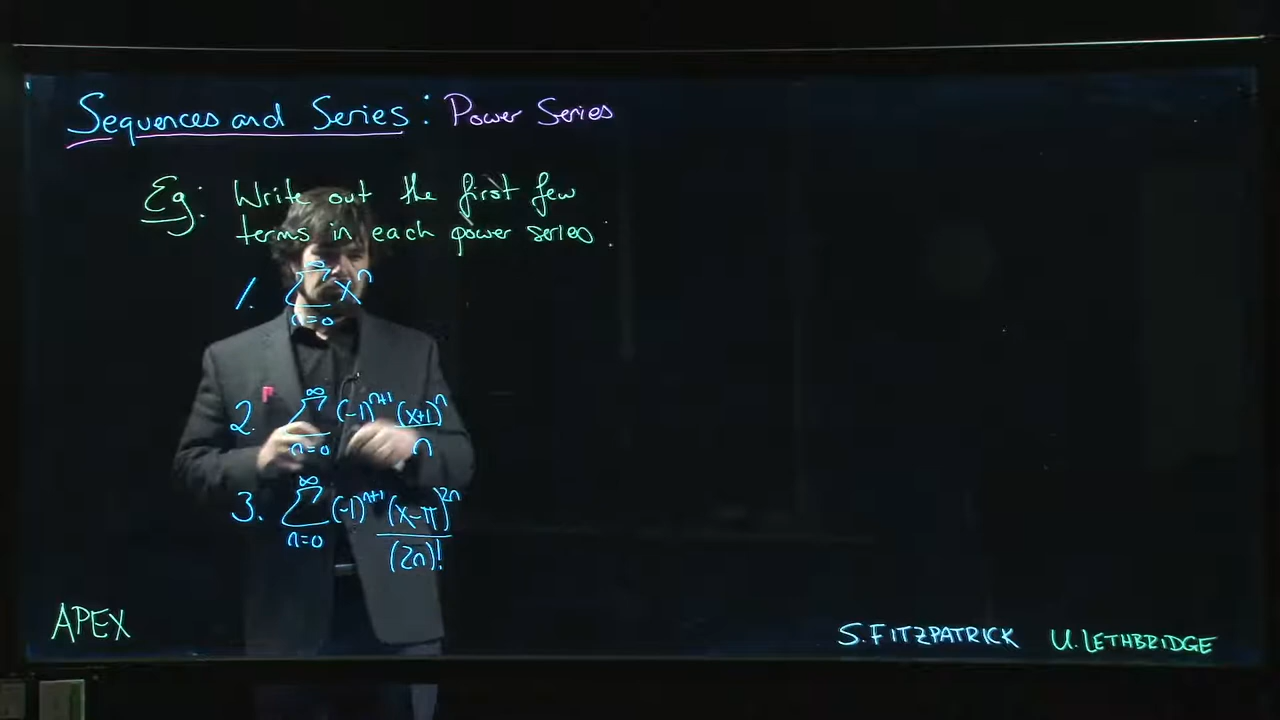 Sequences and Series: Power Series
Eg: Write out the first few
terms in each power series:
1. ∞ Σ n=0 xⁿ
2. ∞ Σ n=0 (-1)ⁿ⁺¹ (x+1)ⁿ / n
3. ∞ Σ n=0 (-1)ⁿ⁺¹ (x-π)²ⁿ / (2n)!
APEX
S. FITZPATRICK U. LETHBRIDGE